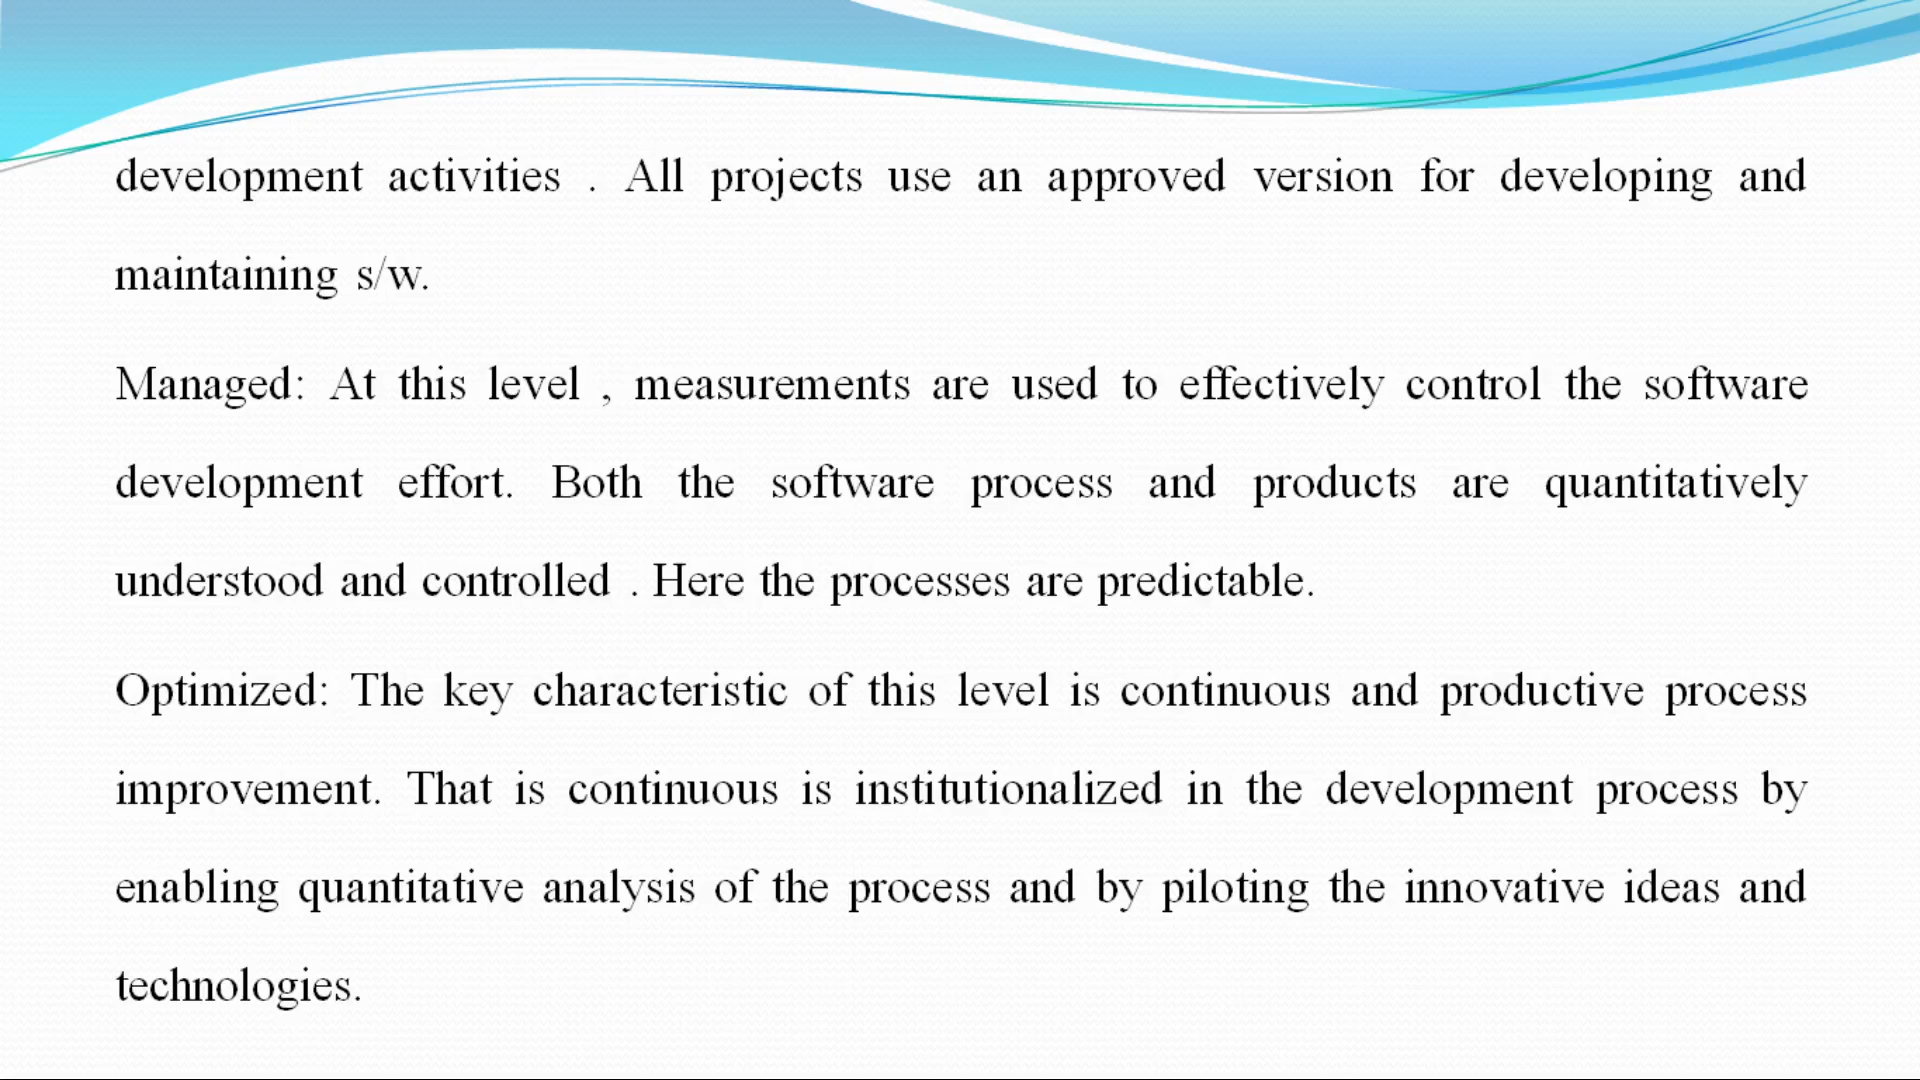 development activities . All projects use an approved version for developing and
maintaining s/w.
Managed: At this level , measurements are used to effectively control the software
development effort. Both the software process and products are quantitatively
understood and controlled . Here the processes are predictable.
Optimized: The key characteristic of this level is continuous and productive process
improvement. That is continuous is institutionalized in the development process by
enabling quantitative analysis of the process and by piloting the innovative ideas and
technologies.